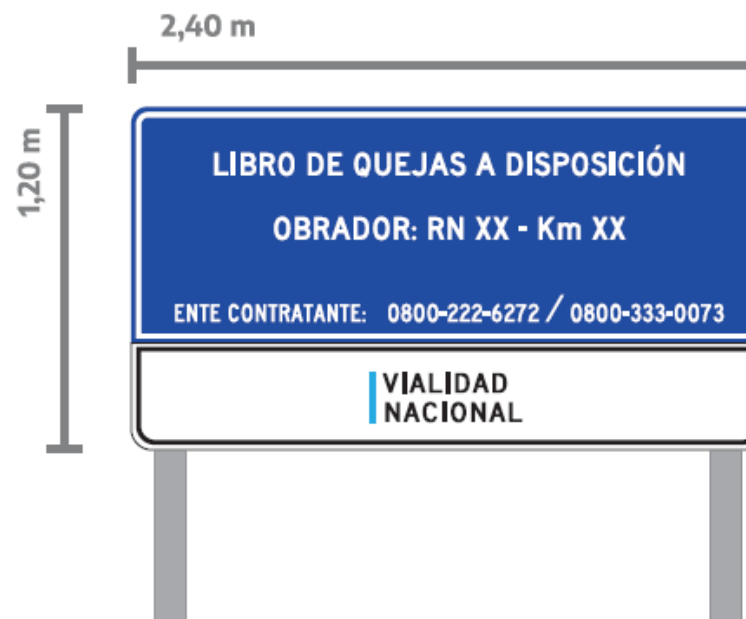 2,40 m
1,20 m
LIBRO DE QUEJAS A DISPOSICIÓN
OBRADOR: RN XX - Km XX
ENTE CONTRATANTE: 0800-222-6272 / 0800-333-0073
VIALIDAD
NACIONAL